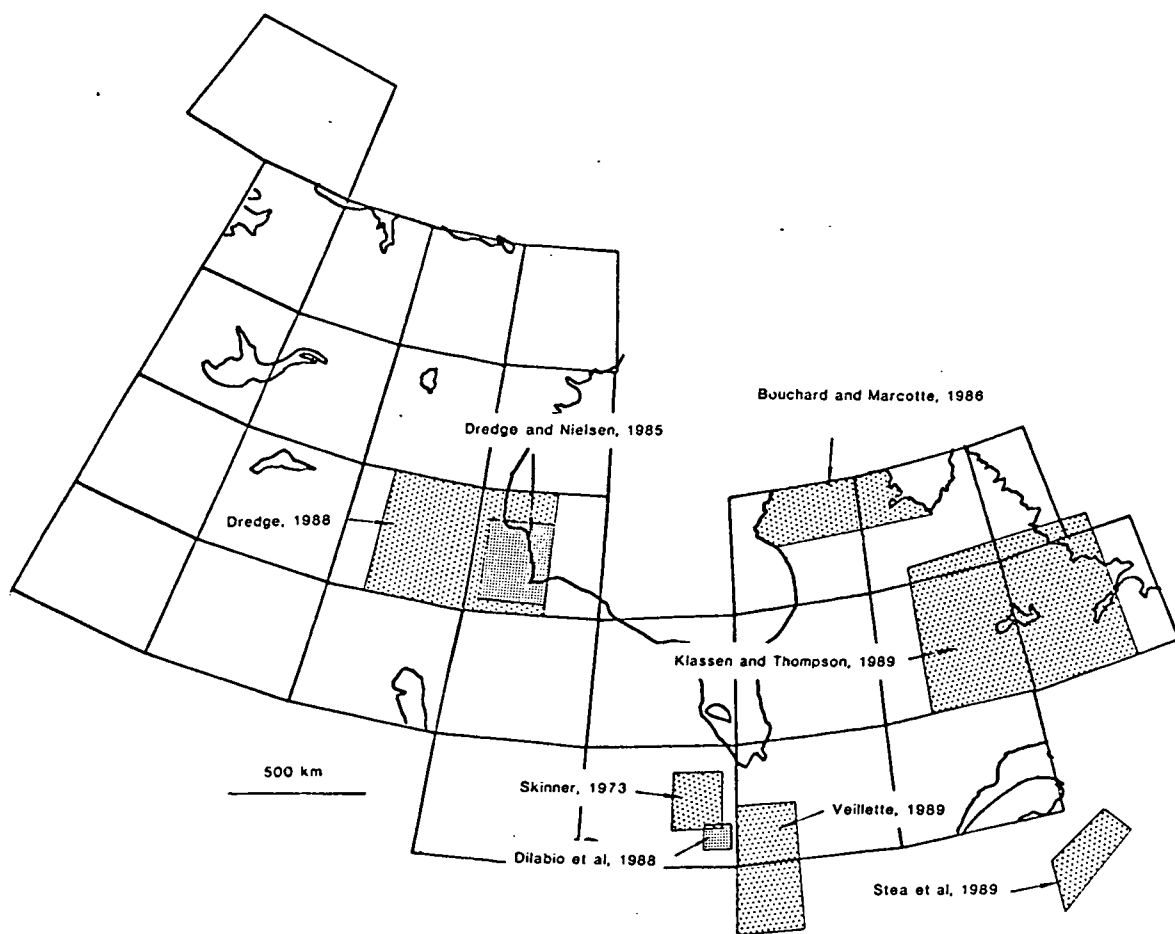 Bouchard and Marcotte, 1986
Dredge and Nielsen, 1985
Dredge, 1988
Klassen and Thompson, 1989
500 km
Skinner, 1973
Veillette, 1989
Dilabio et al, 1988
Stea et al, 1989